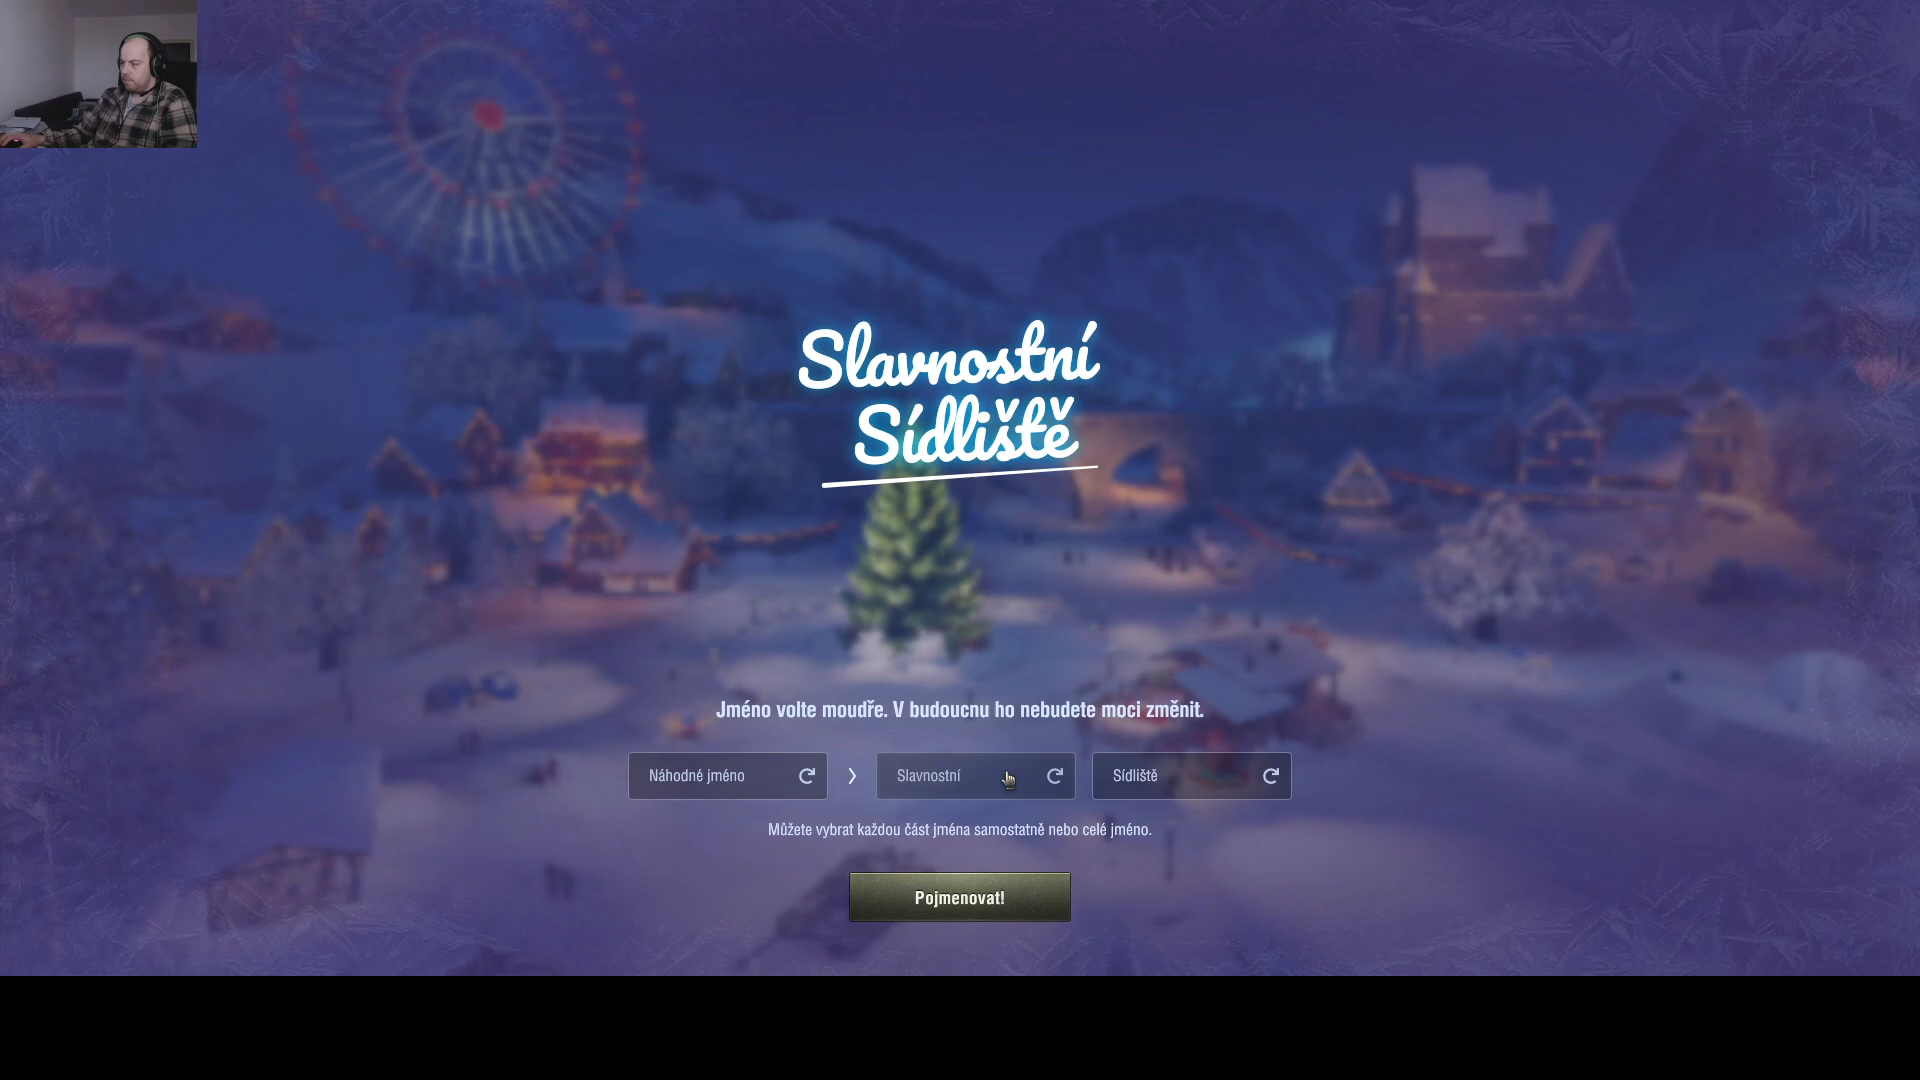 Slavnostní
Sídliště
Jméno volte moudře. V budoucnu ho nebudete moci změnit.
Náhodné jméno
Slavnostní
Sídliště
Můžete vybrat každou část jména samostatně nebo celé jméno.
Pojmenovat!